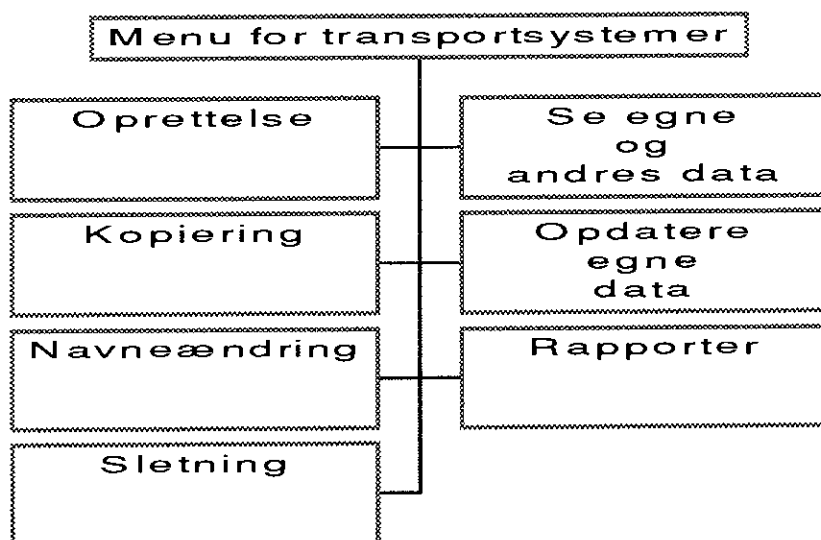 Menu for transportsystemer
Oprettelse
Se egne
og
andres data
Kopiering
Opdatere
egne
data
Navneændring
Rapporter
Sletning